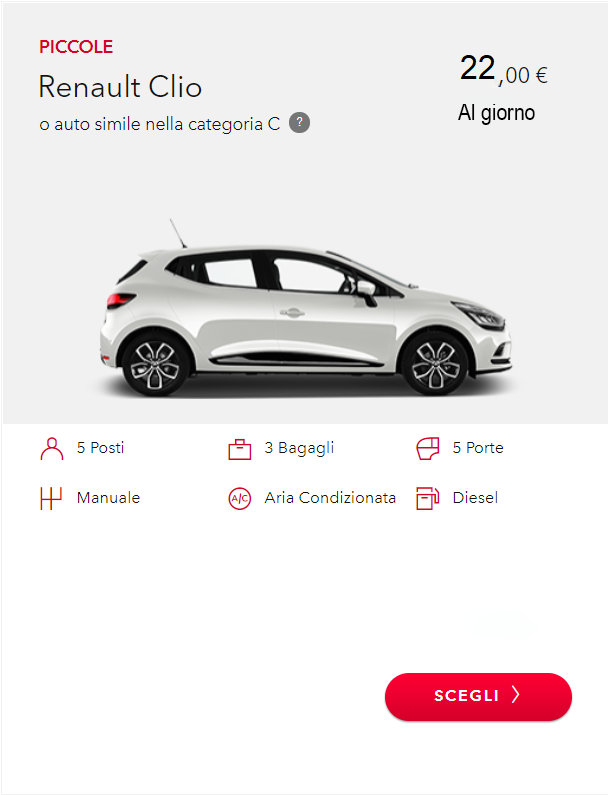 PICCOLE
Renault Clio
o auto simile nella categoria C ?
22,00 €
Al giorno
5 Posti
3 Bagagli
5 Porte
Manuale
A/C Aria Condizionata
Diesel
SCEGLI